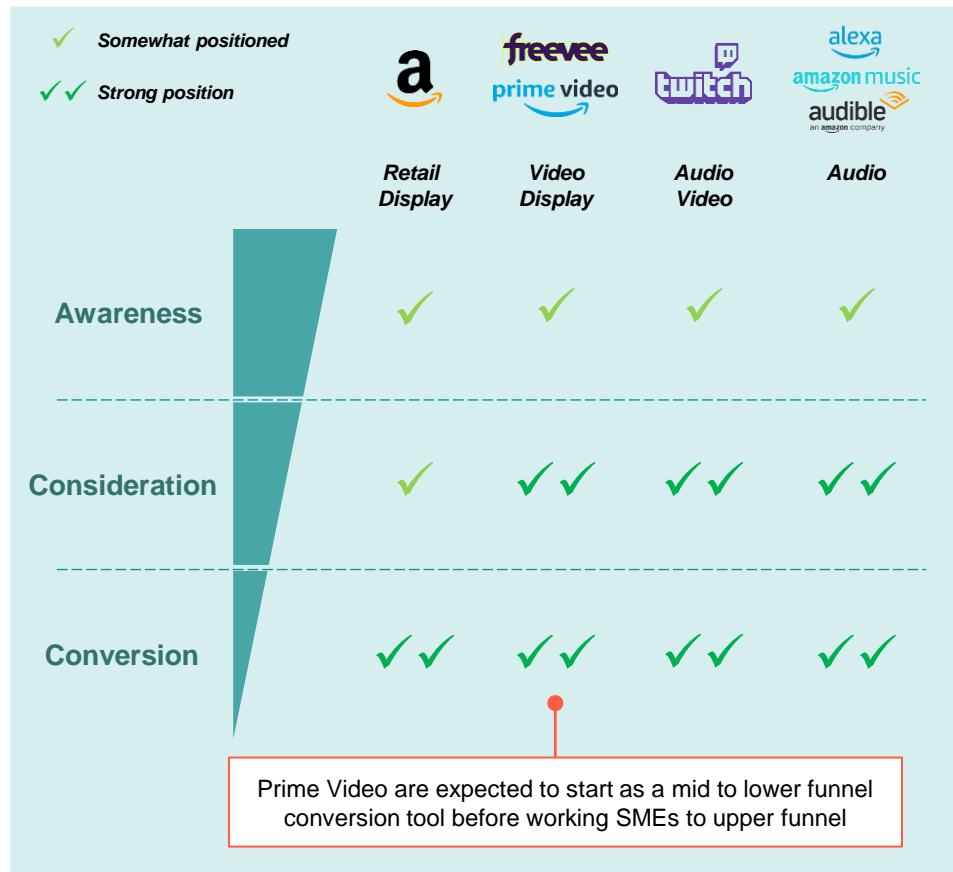 Somewhat positioned
Strong position
a
freevee
prime video
twitch
alexa
amazon music
audible
an amazon company
Retail
Display
Video
Display
Audio
Video
Audio
Awareness
Consideration
Conversion
Prime Video are expected to start as a mid to lower funnel
conversion tool before working SMEs to upper funnel